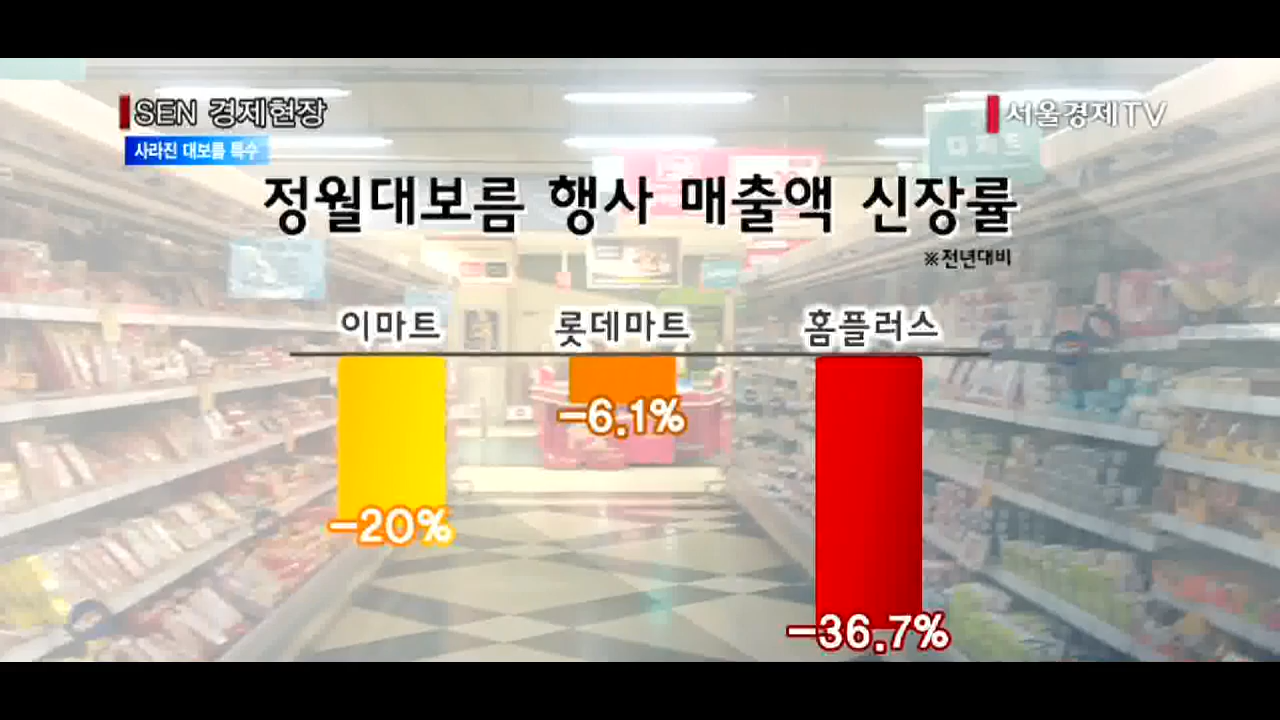 SEN 경제현장
서울경제TV
사라진 대보름 특수
정월대보름 행사 매출액 신장률
※전년대비
이마트 롯데마트 홈플러스
-20% -6.1% -36.7%